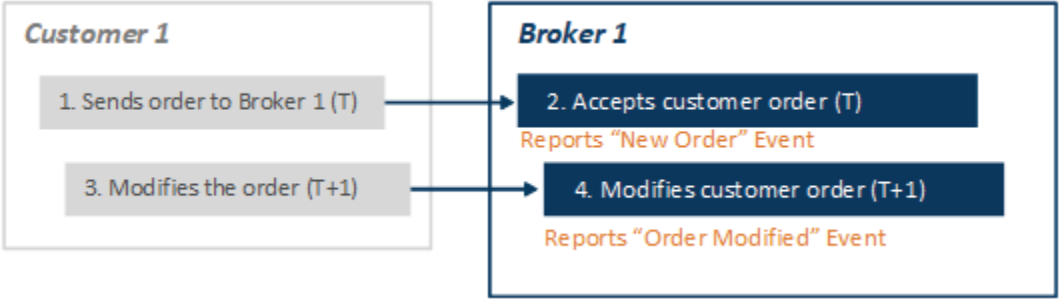 Customer 1
Broker 1
1. Sends order to Broker 1 (T)
2. Accepts customer order (T)
Reports “New Order” Event
3. Modifies the order (T+1)
4. Modifies customer order (T+1)
Reports “Order Modified” Event